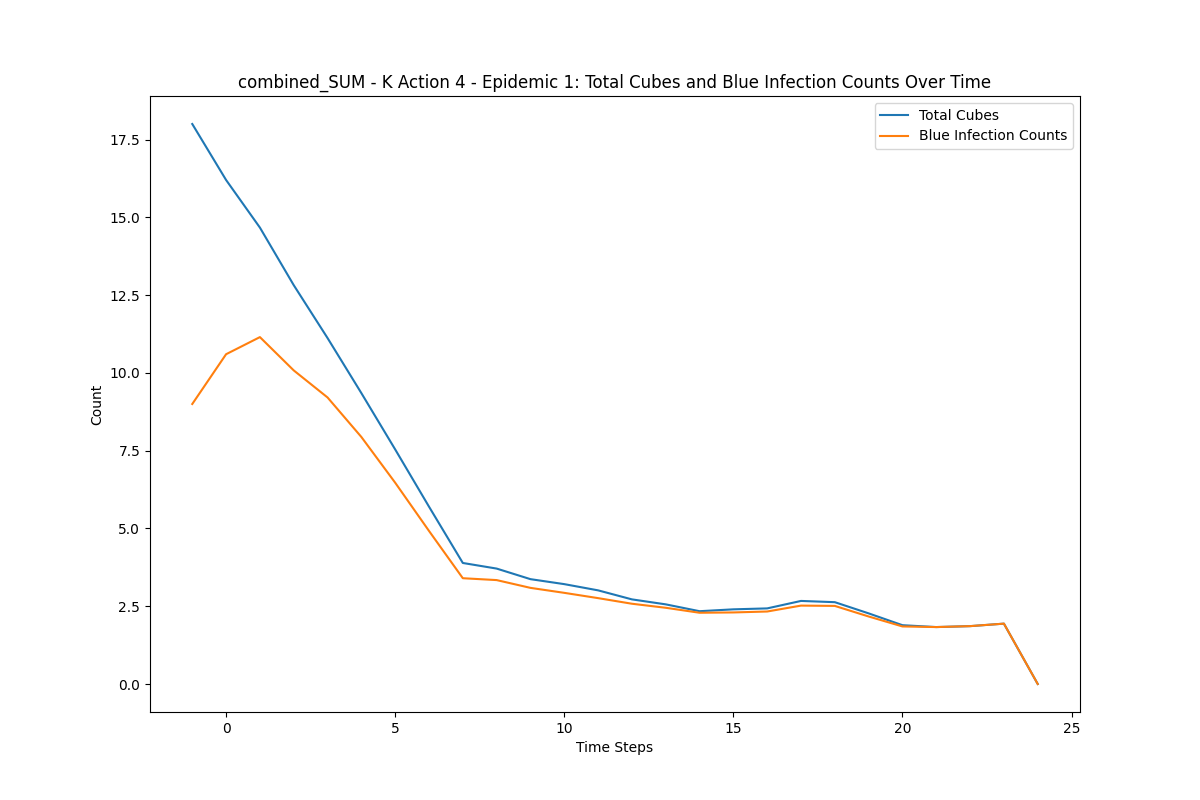 combined_SUM - K Action 4 - Epidemic 1: Total Cubes and Blue Infection Counts Over Time
Total Cubes
Blue Infection Counts
17.5
15.0
12.5
10.0
7.5
5.0
2.5
0.0
Count
0 5 10 15 20 25
Time Steps